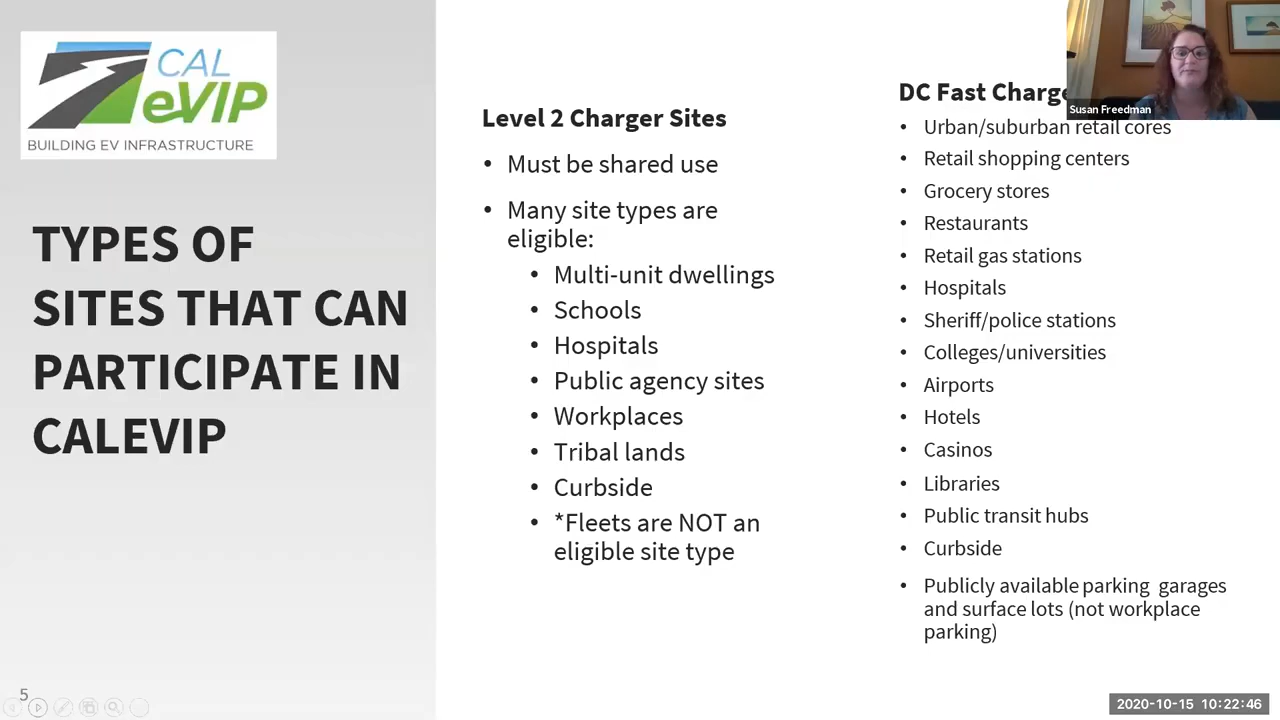 CAL
eVIP
BUILDING EV INFRASTRUCTURE
TYPES OF
SITES THAT CAN
PARTICIPATE IN
CALEVIP
5
Level 2 Charger Sites
• Must be shared use
• Many site types are
eligible:
• Multi-unit dwellings
• Schools
• Hospitals
• Public agency sites
• Workplaces
• Tribal lands
• Curbside
• *Fleets are NOT an
eligible site type
DC Fast
• Urban/suburban retail cores
• Retail shopping centers
• Grocery stores
• Restaurants
• Retail gas stations
• Hospitals
• Sheriff/police stations
• Colleges/universities
• Airports
• Hotels
• Casinos
• Libraries
• Public transit hubs
• Curbside
• Publicly available parking garages
and surface lots (not workplace
parking)
Susan Freedman
2020-10-15 10:22:46